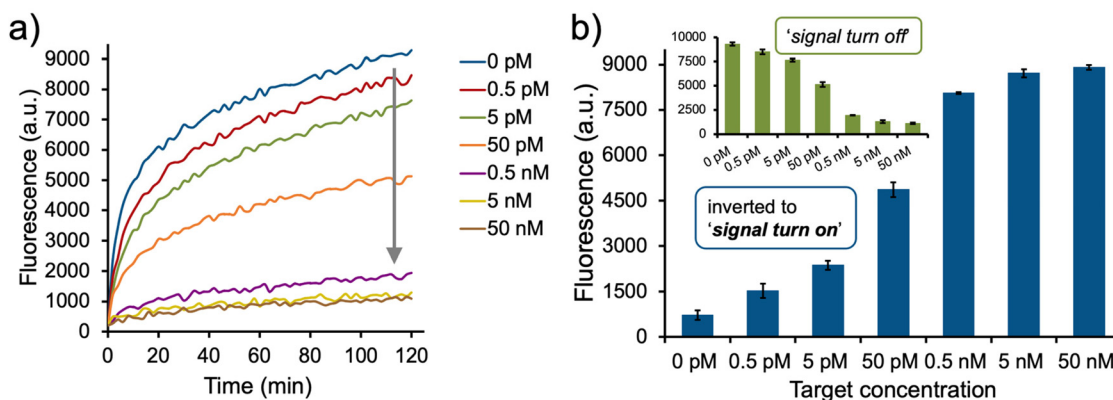 a)
9000
8000
7000
6000
5000
4000
3000
2000
1000
0
Fluorescence (a.u.)
0 20 40 60 80 100 120
Time (min)
0 pM
0.5 pM
5 pM
50 pM
0.5 nM
5 nM
50 nM
b)
9000
7500
6000
4500
3000
1500
0
Fluorescence (a.u.)
10000
7500
5000
2500
0
0 pM 0.5 pM 5 pM 50 pM 0.5 nM 5 nM 50 nM
‘signal turn off’
inverted to
‘signal turn on’
0 pM 0.5 pM 5 pM 50 pM 0.5 nM 5 nM 50 nM
Target concentration